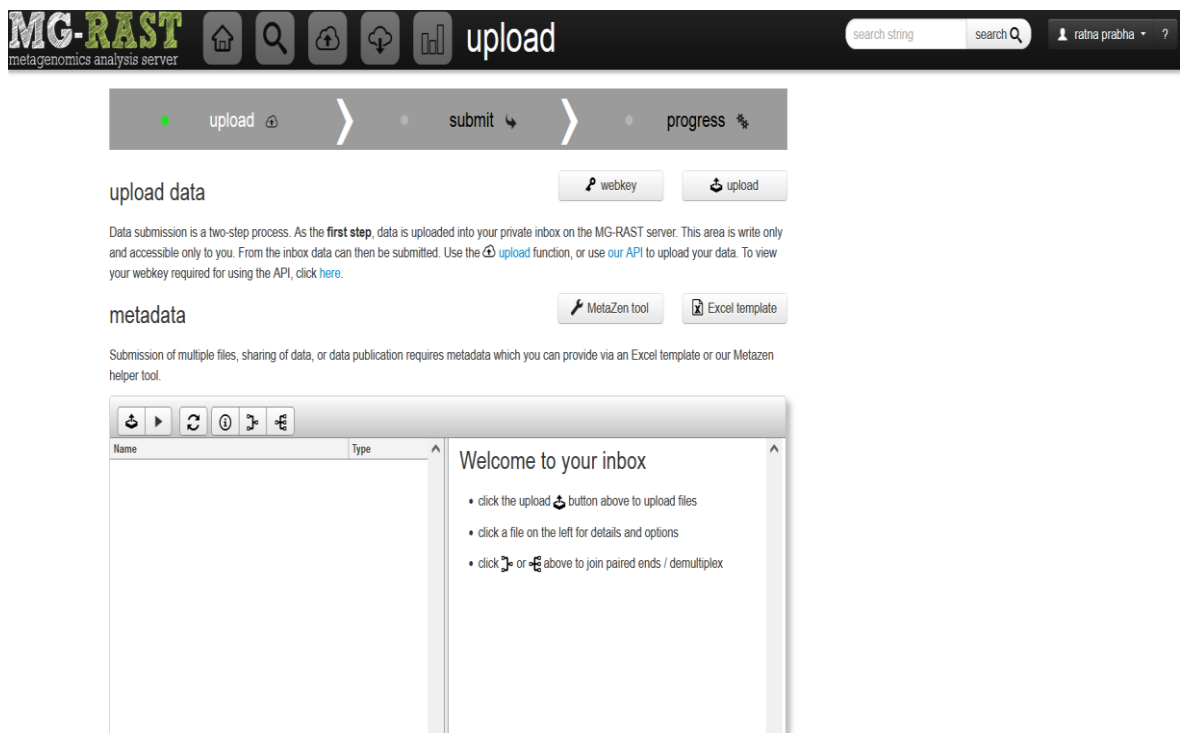 MG-RAST
metagenomics analysis server
upload
search string
search
ratna prabha
?
upload
submit
progress
upload data
webkey
upload
Data submission is a two-step process. As the first step, data is uploaded into your private inbox on the MG-RAST server. This area is write only
and accessible only to you. From the inbox data can then be submitted. Use the upload function, or use our API to upload your data. To view
your webkey required for using the API, click here.
metadata
MetaZen tool
Excel template
Submission of multiple files, sharing of data, or data publication requires metadata which you can provide via an Excel template or our Metazen
helper tool.
Name
Type
Welcome to your inbox
• click the upload button above to upload files
• click a file on the left for details and options
• click or above to join paired ends / demultiplex